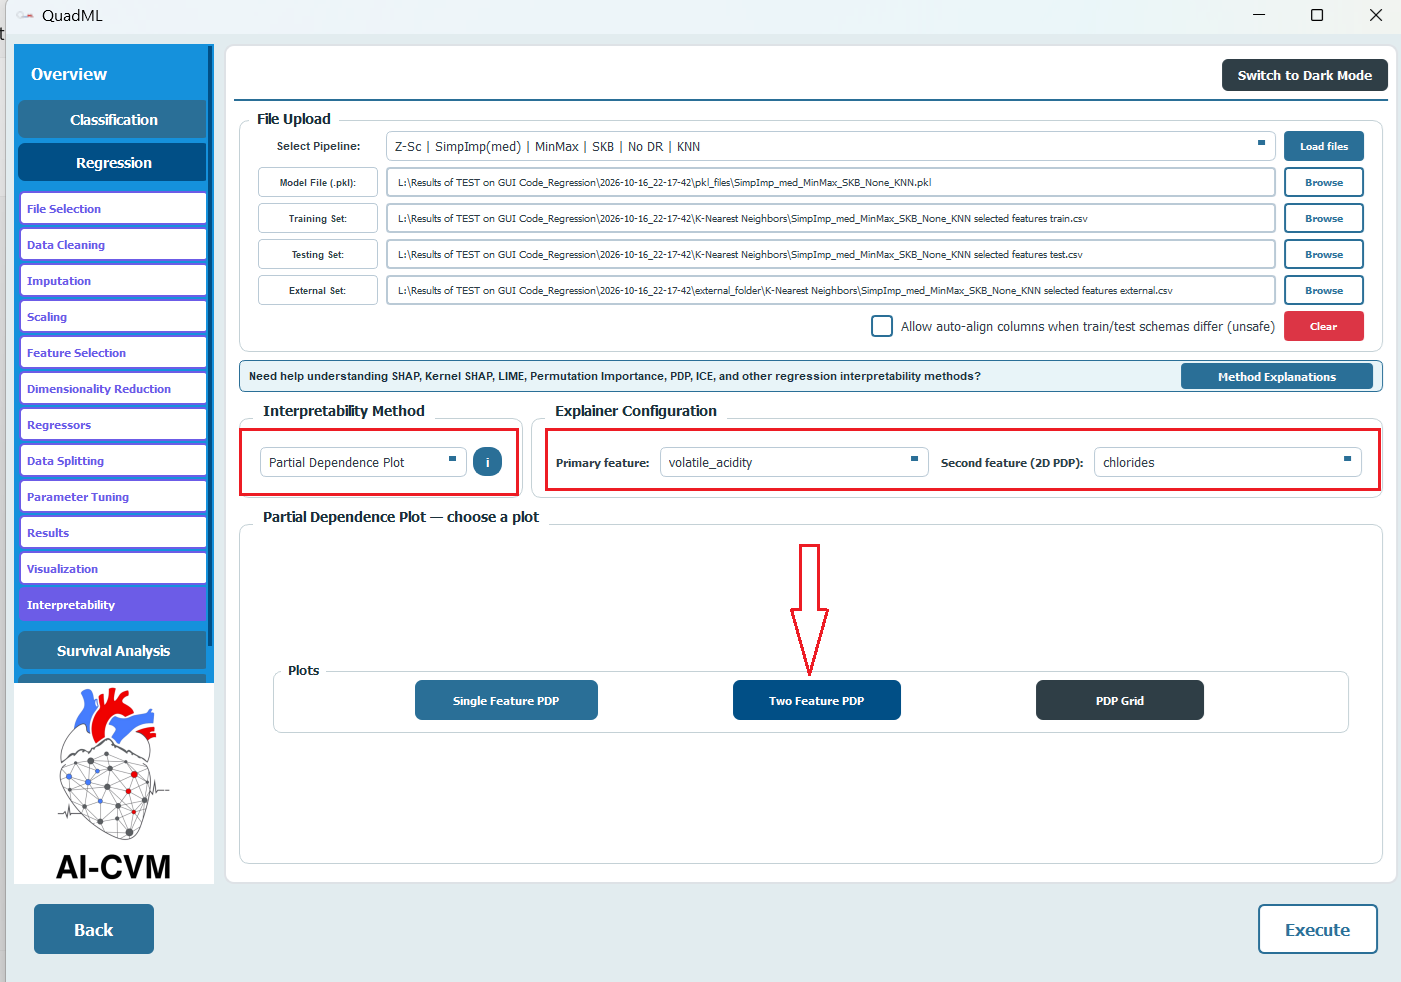 QuadML
Overview
Classification
Regression
File Selection
Data Cleaning
Imputation
Scaling
Feature Selection
Dimensionality Reduction
Regressors
Data Splitting
Parameter Tuning
Results
Visualization
Interpretability
Survival Analysis
AI-CVM
Switch to Dark Mode
File Upload
Select Pipeline: Z-Sc | SimpImp(med) | MinMax | SKB | No DR | KNN Load files
Model File (.pkl): L:\Results of TEST on GUI Code_Regression\2026-10-16_22-17-42\pkl_files\SimpImp_med_MinMax_SKB_None_KNN.pkl Browse
Training Set: L:\Results of TEST on GUI Code_Regression\2026-10-16_22-17-42\K-Nearest Neighbors\SimpImp_med_MinMax_SKB_None_KNN selected features train.csv Browse
Testing Set: L:\Results of TEST on GUI Code_Regression\2026-10-16_22-17-42\K-Nearest Neighbors\SimpImp_med_MinMax_SKB_None_KNN selected features test.csv Browse
External Set: L:\Results of TEST on GUI Code_Regression\2026-10-16_22-17-42\external_folder\K-Nearest Neighbors\SimpImp_med_MinMax_SKB_None_KNN selected features external.csv Browse
Allow auto-align columns when train/test schemas differ (unsafe) Clear
Need help understanding SHAP, Kernel SHAP, LIME, Permutation Importance, PDP, ICE, and other regression interpretability methods? Method Explanations
Interpretability Method Explainer Configuration
Partial Dependence Plot i Primary feature: volatile_acidity Second feature (2D PDP): chlorides
Partial Dependence Plot — choose a plot
Plots
Single Feature PDP Two Feature PDP PDP Grid
Back Execute